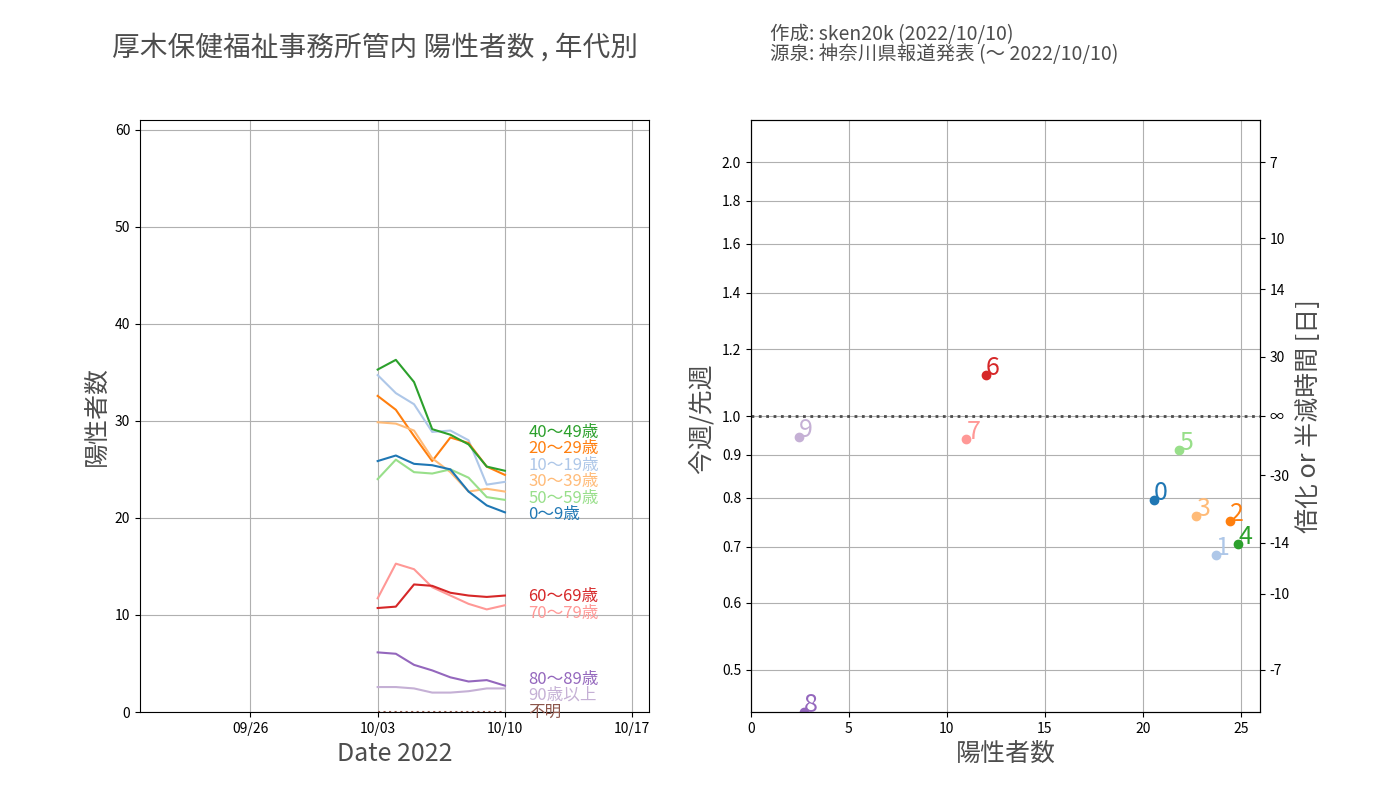 厚木保健福祉事務所管内 陽性者数 , 年代別
作成: sken20k (2022/10/10)
源泉: 神奈川県報道発表 (〜 2022/10/10)
陽性者数
60
50
40
30
20
10
0
40〜49歳
20〜29歳
10〜19歳
30〜39歳
50〜59歳
0〜9歳
60〜69歳
70〜79歳
80〜89歳
90歳以上
不明
09/26
10/03
10/10
10/17
Date 2022
今週/先週
2.0
1.8
1.6
1.4
1.2
1.0
0.9
0.8
0.7
0.6
0.5
6
9
7
5
0
3
2
4
1
8
7
10
14
30
∞
-30
-14
-10
-7
倍化 or 半減時間 [日]
0
5
10
15
20
25
陽性者数